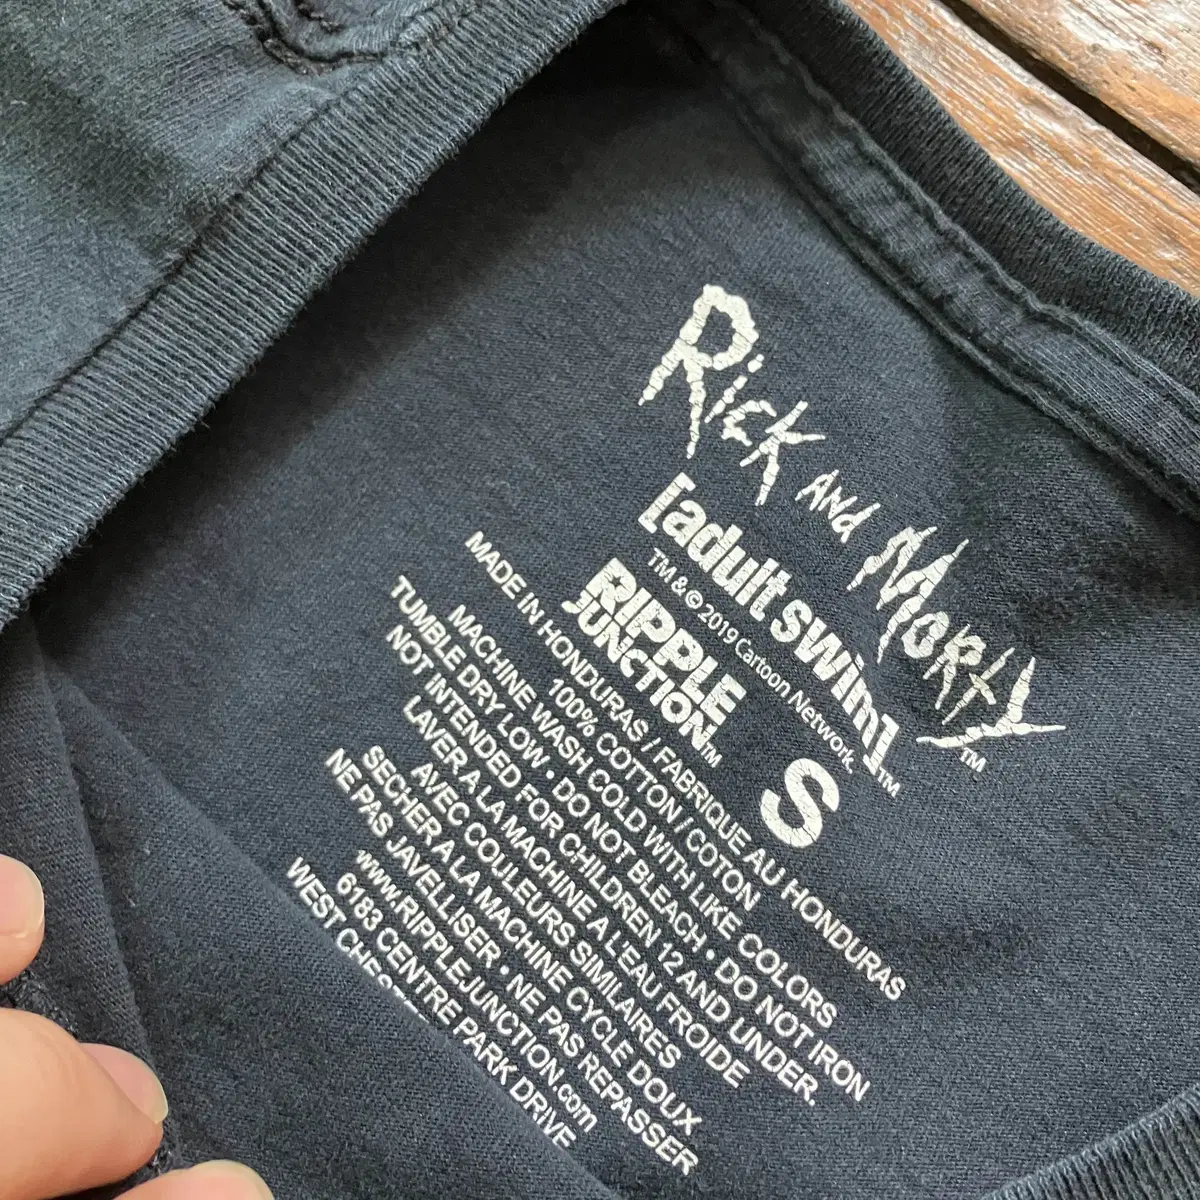 Rick and Morty™
[adult swim]™
TM & © 2019 Cartoon Network.
RIPPLE
JUNCTION™
S
MADE IN HONDURAS / FABRIQUE AU HONDURAS
100% COTTON / COTON
MACHINE WASH COLD WITH LIKE COLORS
TUMBLE DRY LOW • DO NOT BLEACH • DO NOT IRON
NOT INTENDED FOR CHILDREN 12 AND UNDER.
LAVER A LA MACHINE A L'EAU FROIDE
AVEC COULEURS SIMILAIRES
SECHER A LA MACHINE CYCLE DOUX
NE PAS JAVELLISER • NE PAS REPASSER
www.RIPPLEJUNCTION.com
6183 CENTRE PARK DRIVE
WEST